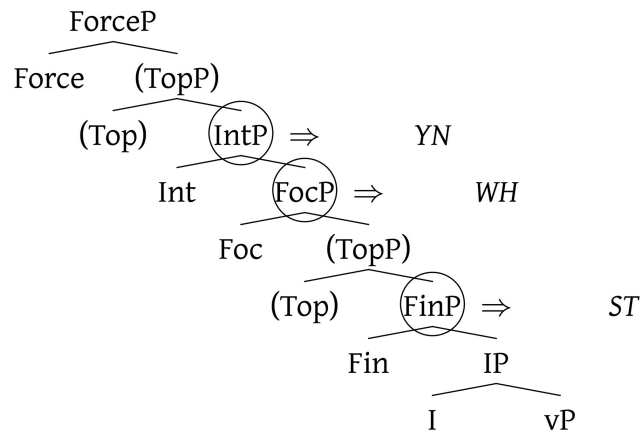 ForceP
Force (TopP)
(Top) IntP ⇒ YN
Int FocP ⇒ WH
Foc (TopP)
(Top) FinP ⇒ ST
Fin IP
I vP